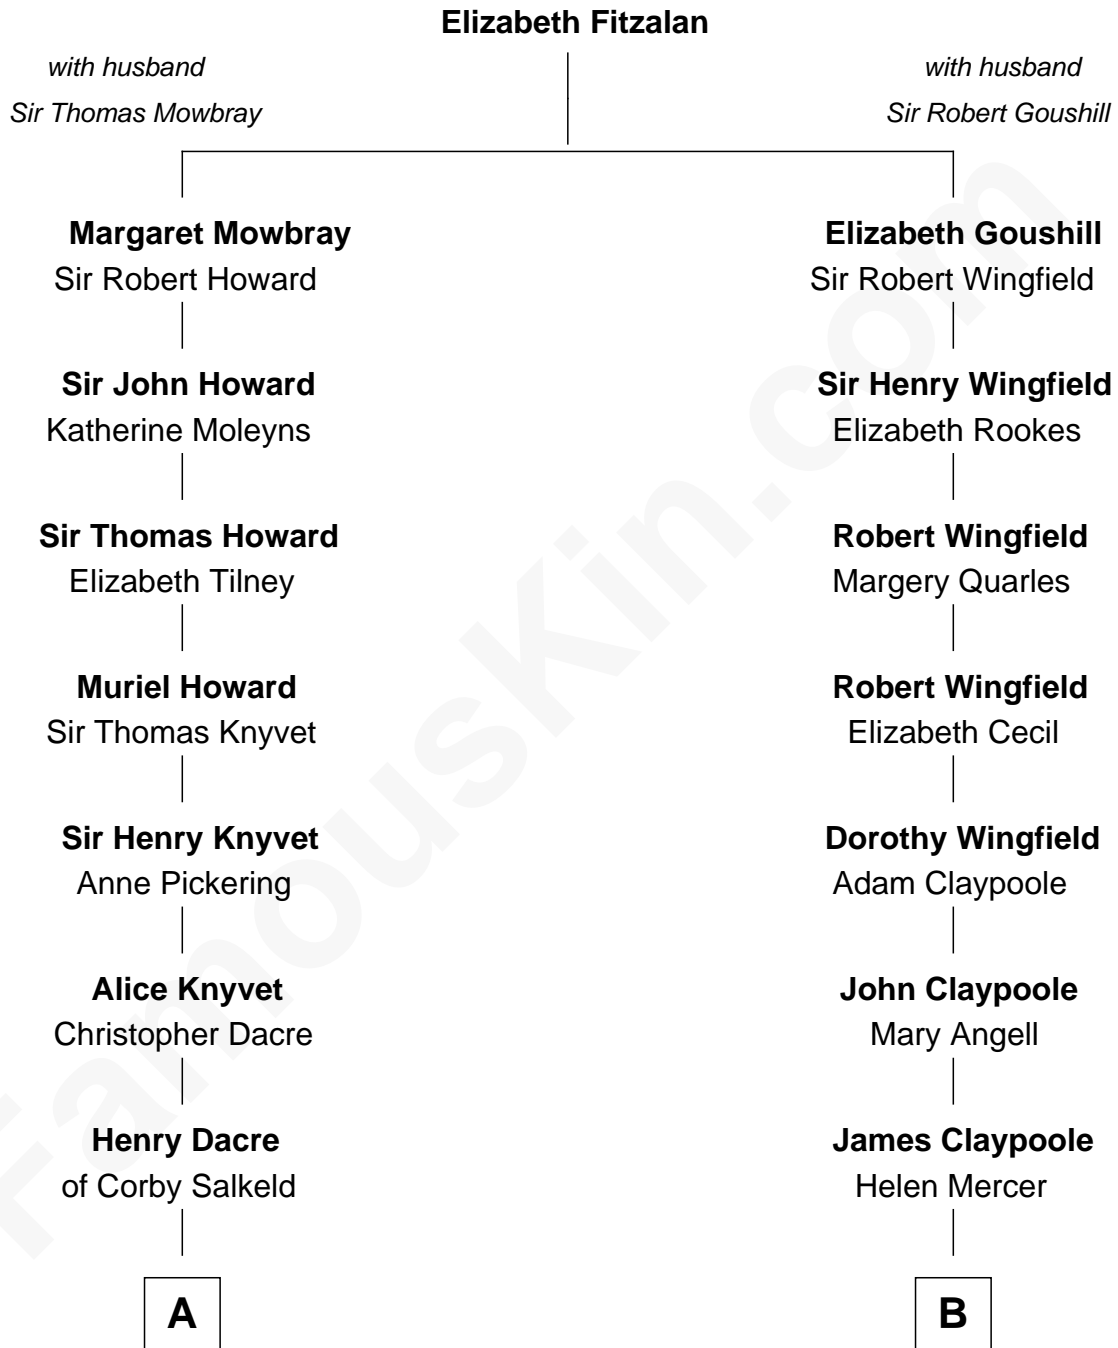 Elizabeth Fitzalan
with husband
Sir Thomas Mowbray
with husband
Sir Robert Goushill
Margaret Mowbray
Sir Robert Howard
Elizabeth Goushill
Sir Robert Wingfield
Sir John Howard
Katherine Moleyns
Sir Henry Wingfield
Elizabeth Rookes
Sir Thomas Howard
Elizabeth Tilney
Robert Wingfield
Margery Quarles
Muriel Howard
Sir Thomas Knyvet
Robert Wingfield
Elizabeth Cecil
Sir Henry Knyvet
Anne Pickering
Dorothy Wingfield
Adam Claypoole
Alice Knyvet
Christopher Dacre
John Claypoole
Mary Angell
Henry Dacre
of Corby Salkeld
James Claypoole
Helen Mercer
A
B
FamousKin.com